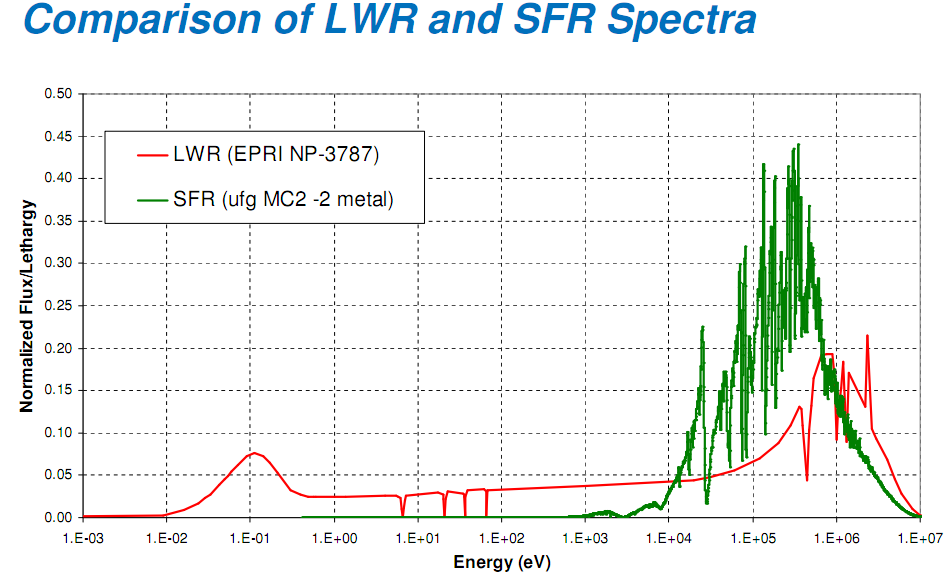 Comparison of LWR and SFR Spectra
0.50
0.45
0.40
0.35
0.30
0.25
0.20
0.15
0.10
0.05
0.00
Normalized Flux/Lethargy
LWR (EPRI NP-3787)
SFR (ufg MC2 -2 metal)
1.E-03 1.E-02 1.E-01 1.E+00 1.E+01 1.E+02 1.E+03 1.E+04 1.E+05 1.E+06 1.E+07
Energy (eV)